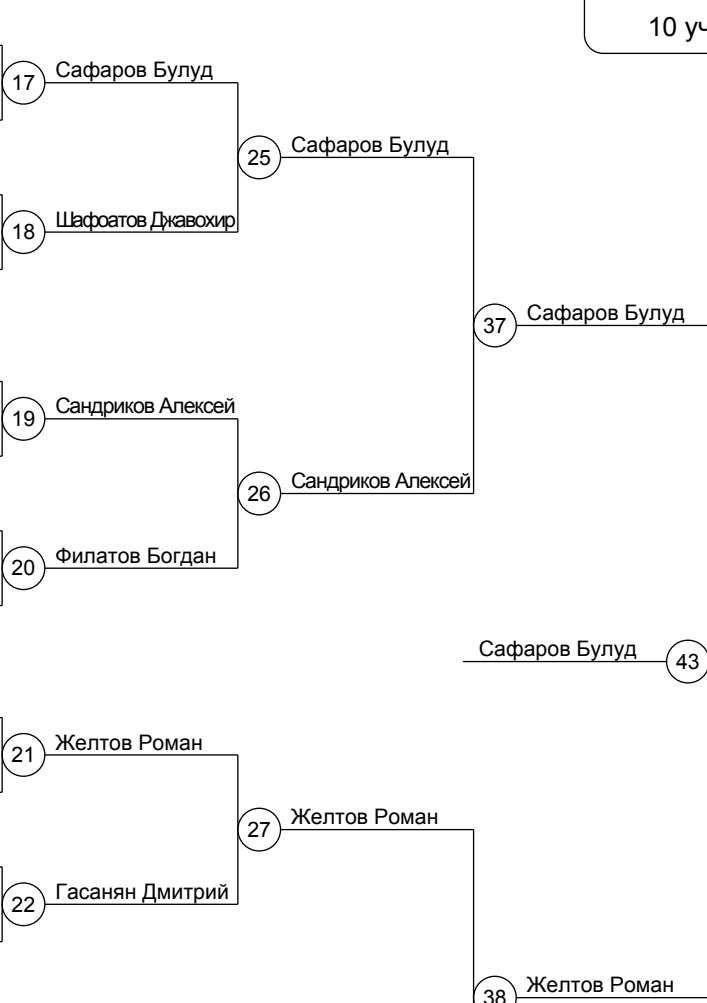 10 уч
17 Сафаров Булуд
25 Сафаров Булуд
18 Шафоатов Джавохир
37 Сафаров Булуд
19 Сандриков Алексей
26 Сандриков Алексей
20 Филатов Богдан
Сафаров Булуд 43
21 Желтов Роман
27 Желтов Роман
22 Гасанян Дмитрий
38 Желтов Роман